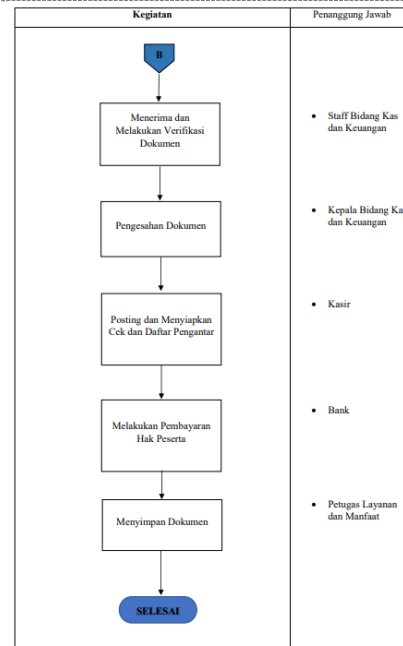 Kegiatan
Penanggung Jawab
B
Menerima dan
Melakukan Verifikasi
Dokumen
• Staff Bidang Kas
dan Keuangan
Pengesahan Dokumen
• Kepala Bidang Ka
dan Keuangan
Posting dan Menyiapkan
Cek dan Daftar Pengantar
• Kasir
Melakukan Pembayaran
Hak Peserta
• Bank
Menyimpan Dokumen
• Petugas Layanan
dan Manfaat
SELESAI